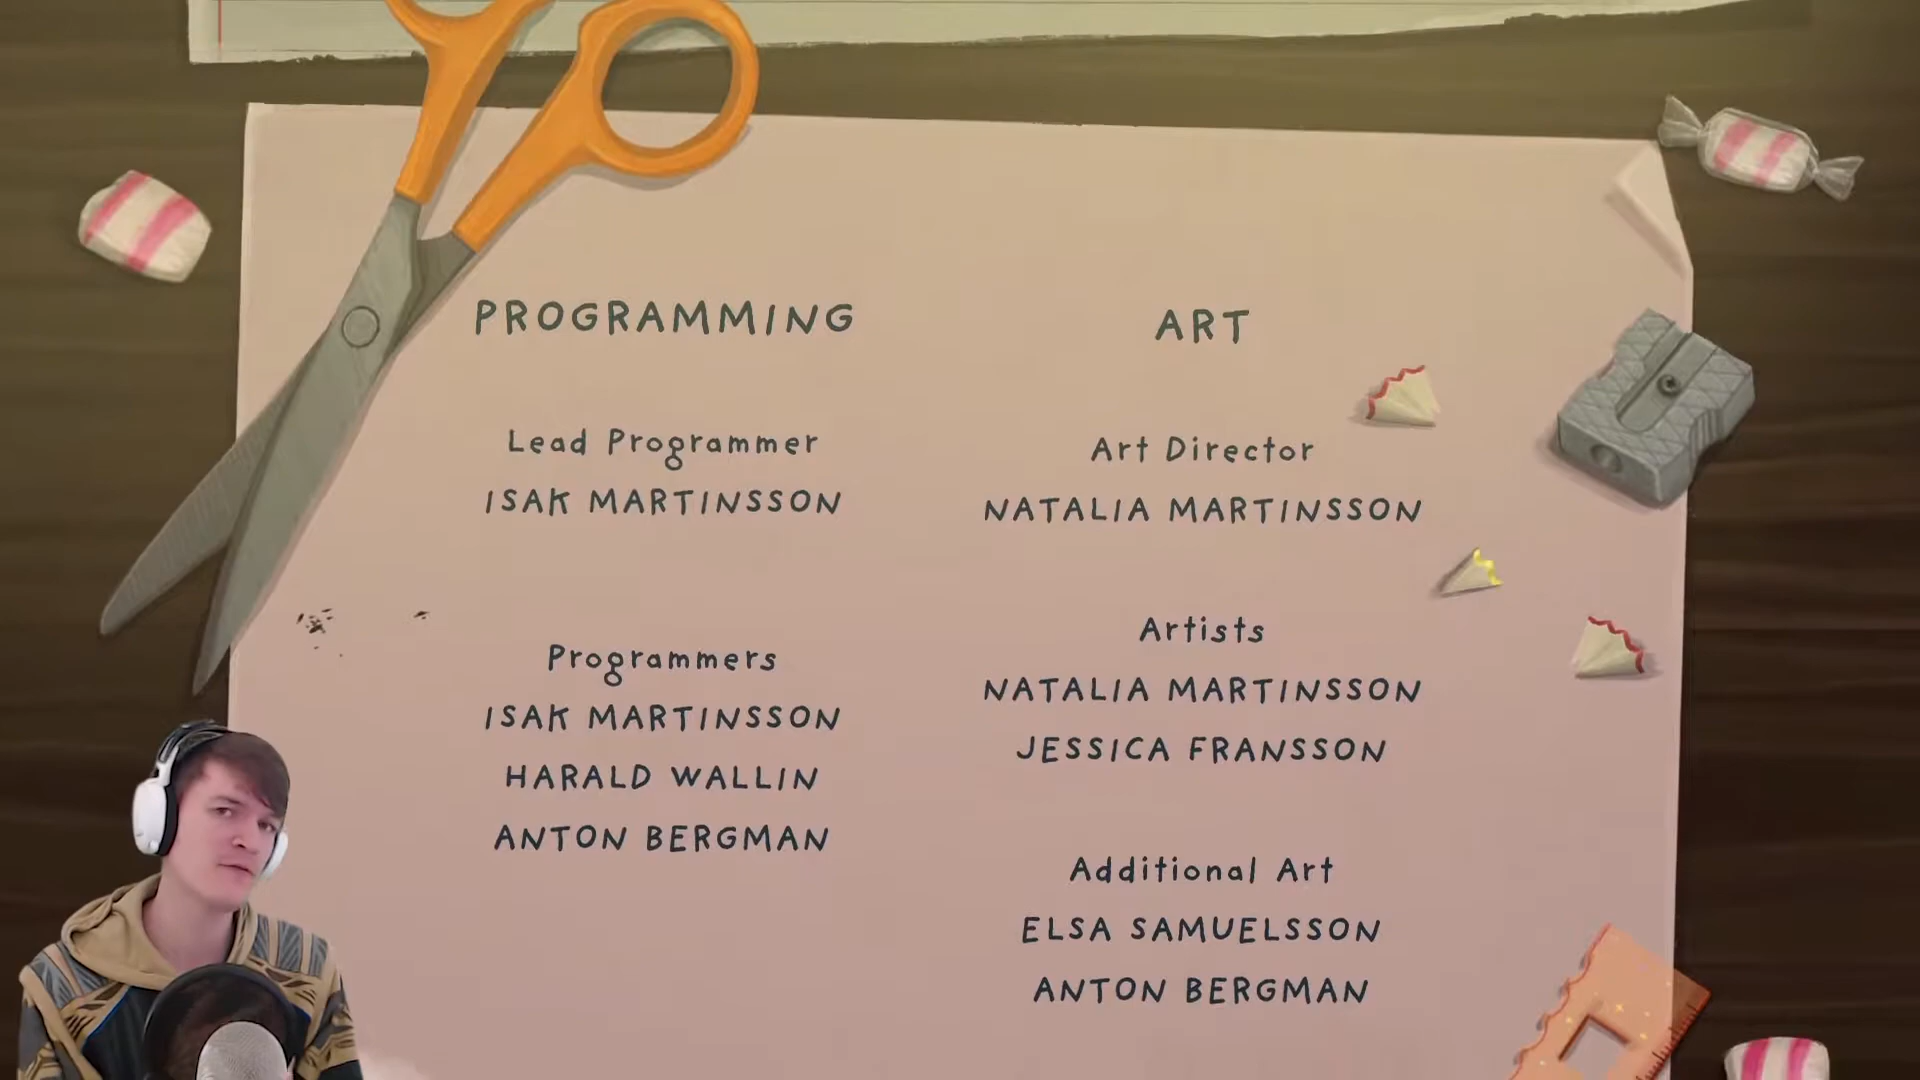 PROGRAMMING
Lead Programmer
ISAK MARTINSSON
Programmers
ISAK MARTINSSON
HARALD WALLIN
ANTON BERGMAN
ART
Art Director
NATALIA MARTINSSON
Artists
NATALIA MARTINSSON
JESSICA FRANSSON
Additional Art
ELSA SAMUELSSON
ANTON BERGMAN